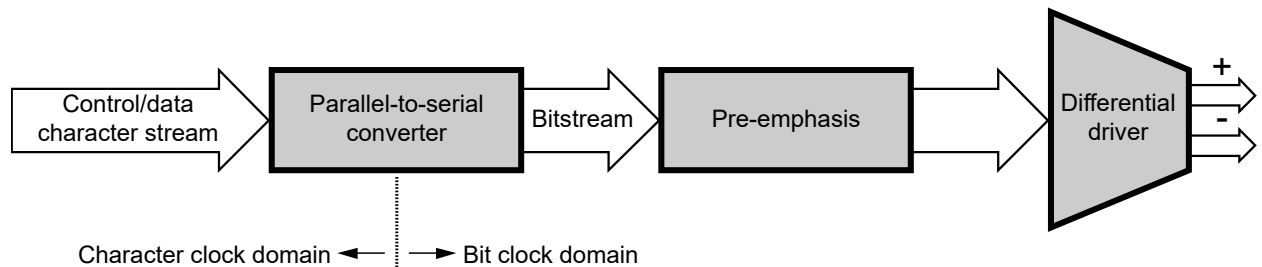 Control/data
character stream
Parallel-to-serial
converter
Bitstream
Pre-emphasis
Differential
driver
+
-
Character clock domain
Bit clock domain